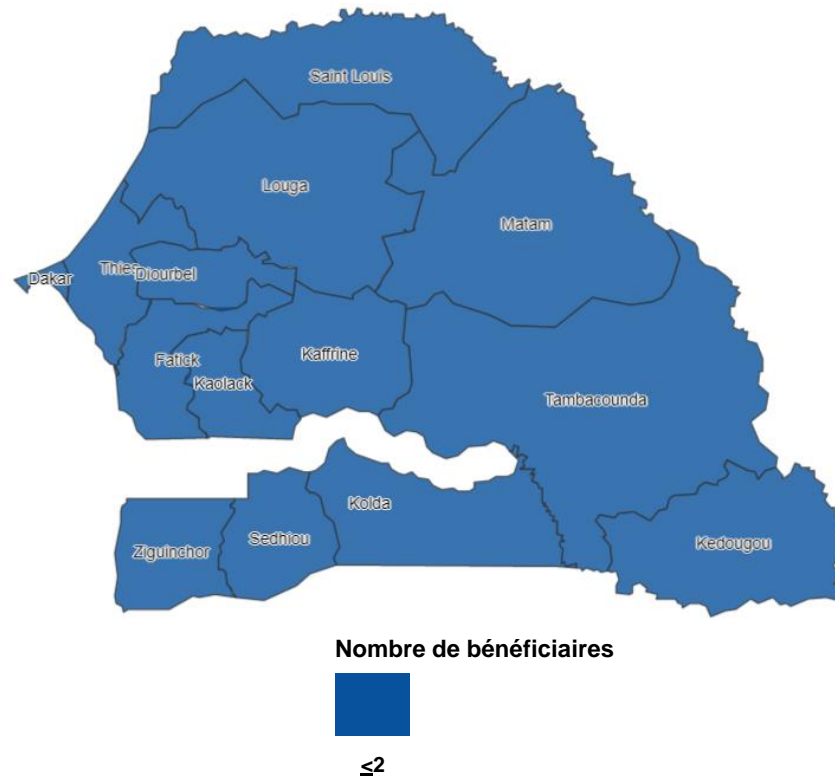 Saint Louis
Louga
Matam
Dakar
Thies
Diourbel
Fatick
Kaolack
Kaffrine
Tambacounda
Kolda
Sedhiou
Ziguinchor
Kedougou
Nombre de bénéficiaires
≤2